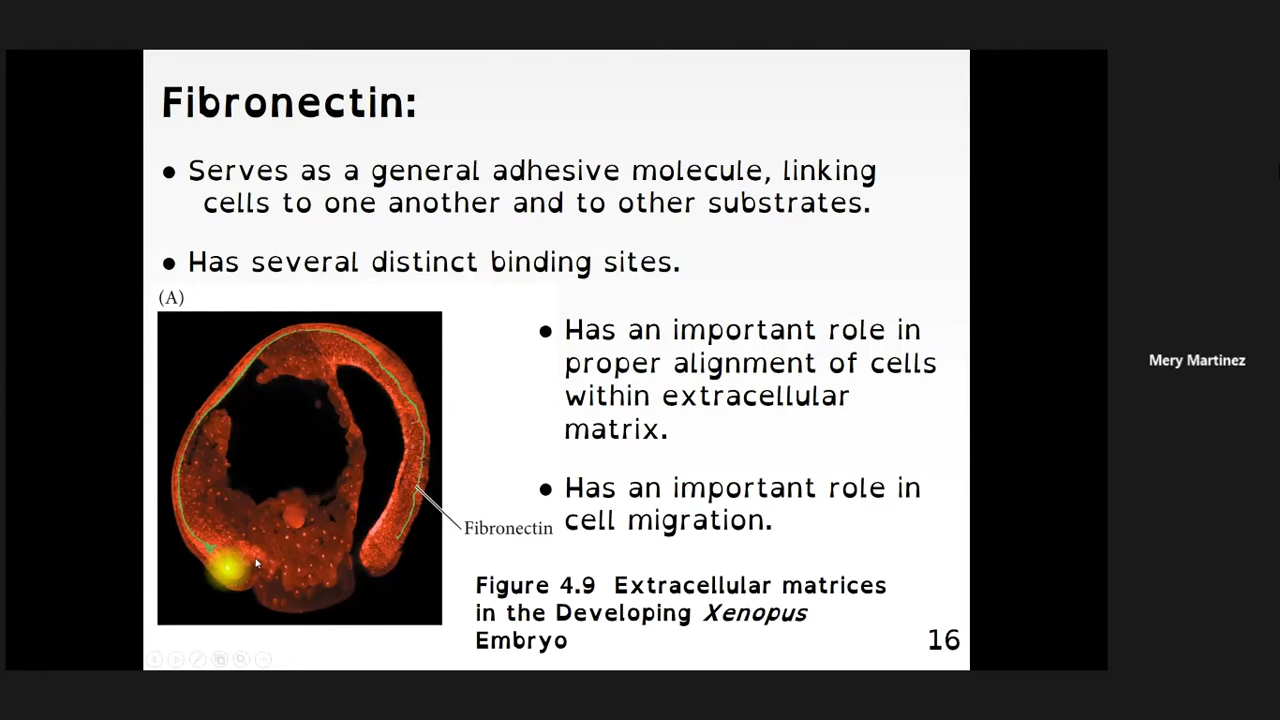 Fibronectin:
● Serves as a general adhesive molecule, linking
cells to one another and to other substrates.
● Has several distinct binding sites.
(A)
● Has an important role in
proper alignment of cells
within extracellular
matrix.
● Has an important role in
cell migration.
Fibronectin
Figure 4.9 Extracellular matrices
in the Developing Xenopus
Embryo
16
Mery Martinez